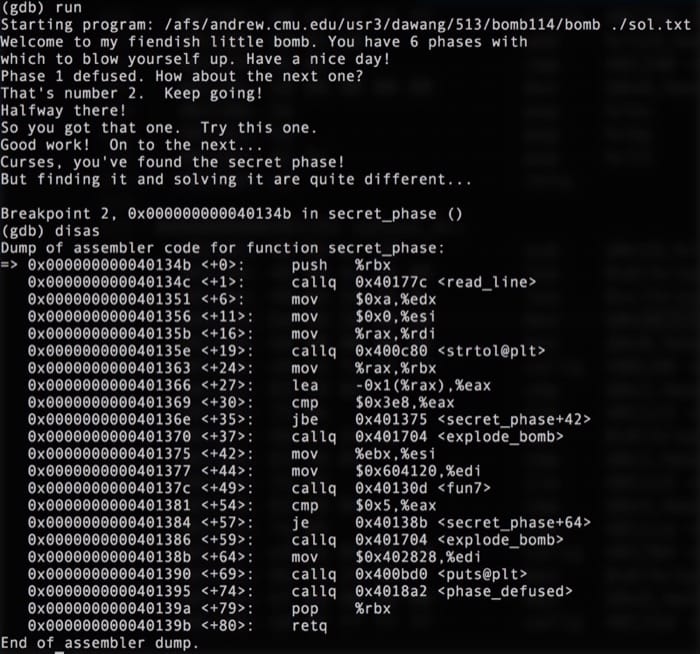 (gdb) run
Starting program: /afs/andrew.cmu.edu/usr3/dawang/513/bomb114/bomb ./sol.txt
Welcome to my fiendish little bomb. You have 6 phases with
which to blow yourself up. Have a nice day!
Phase 1 defused. How about the next one?
That's number 2.  Keep going!
Halfway there!
So you got that one.  Try this one.
Good work!  On to the next...
Curses, you've found the secret phase!
But finding it and solving it are quite different...

Breakpoint 2, 0x000000000040134b in secret_phase ()
(gdb) disas
Dump of assembler code for function secret_phase:
=> 0x000000000040134b <+0>:     push   %rbx
   0x000000000040134c <+1>:     callq  0x40177c <read_line>
   0x0000000000401351 <+6>:     mov    $0xa,%edx
   0x0000000000401356 <+11>:    mov    $0x0,%esi
   0x000000000040135b <+16>:    mov    %rax,%rdi
   0x000000000040135e <+19>:    callq  0x400c80 <strtol@plt>
   0x0000000000401363 <+24>:    mov    %rax,%rbx
   0x0000000000401366 <+27>:    lea    -0x1(%rax),%eax
   0x0000000000401369 <+30>:    cmp    $0x3e8,%eax
   0x000000000040136e <+35>:    jbe    0x401375 <secret_phase+42>
   0x0000000000401370 <+37>:    callq  0x401704 <explode_bomb>
   0x0000000000401375 <+42>:    mov    %ebx,%esi
   0x0000000000401377 <+44>:    mov    $0x604120,%edi
   0x000000000040137c <+49>:    callq  0x40130d <fun7>
   0x0000000000401381 <+54>:    cmp    $0x5,%eax
   0x0000000000401384 <+57>:    je     0x40138b <secret_phase+64>
   0x0000000000401386 <+59>:    callq  0x401704 <explode_bomb>
   0x000000000040138b <+64>:    mov    $0x402828,%edi
   0x0000000000401390 <+69>:    callq  0x400bd0 <puts@plt>
   0x0000000000401395 <+74>:    callq  0x4018a2 <phase_defused>
   0x000000000040139a <+79>:    pop    %rbx
   0x000000000040139b <+80>:    retq
End of assembler dump.